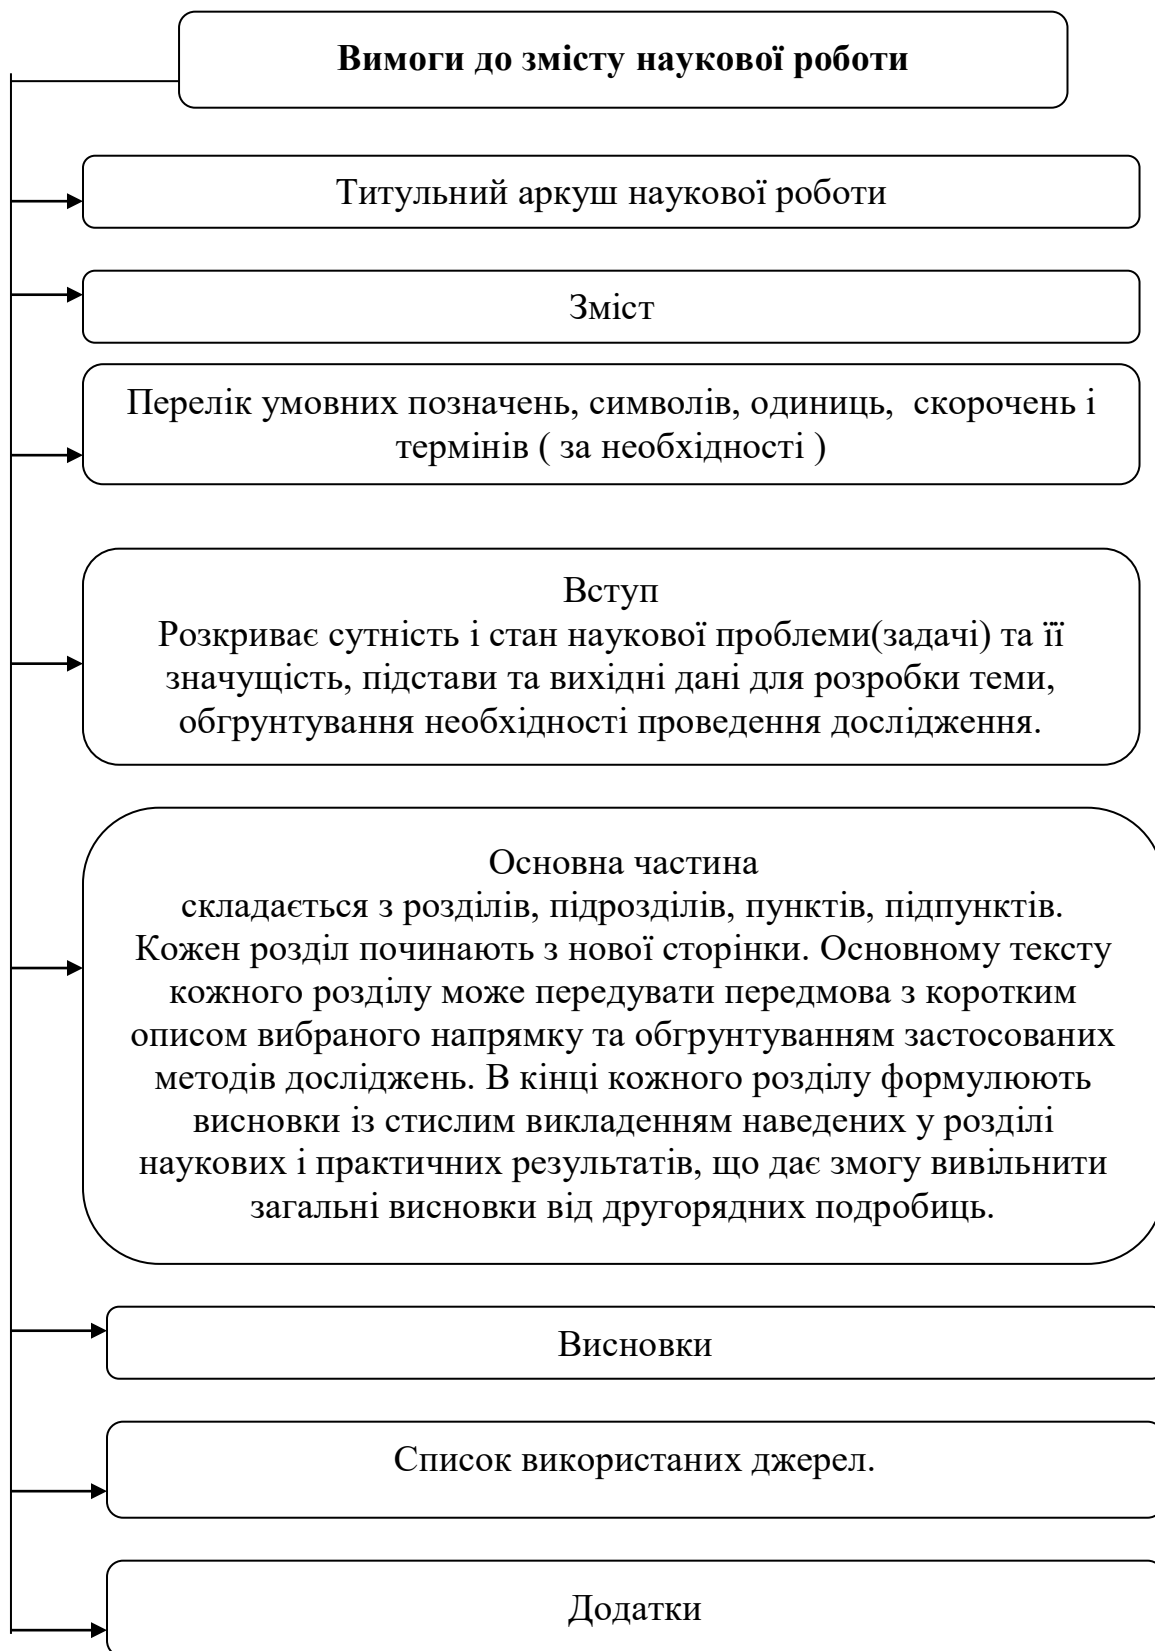 Вимоги до змісту наукової роботи
Титульний аркуш наукової роботи
Зміст
Перелік умовних позначень, символів, одиниць,  скорочень і
термінів ( за необхідності )
Вступ
Розкриває сутність і стан наукової проблеми(задачі) та її
значущість, підстави та вихідні дані для розробки теми,
обгрунтування необхідності проведення дослідження.
Основна частина
складається з розділів, підрозділів, пунктів, підпунктів.
Кожен розділ починають з нової сторінки. Основному тексту
кожного розділу може передувати передмова з коротким
описом вибраного напрямку та обгрунтуванням застосованих
методів досліджень. В кінці кожного розділу формулюють
висновки із стислим викладенням наведених у розділі
наукових і практичних результатів, що дає змогу вивільнити
загальні висновки від другорядних подробиць.
Висновки
Список використаних джерел.
Додатки